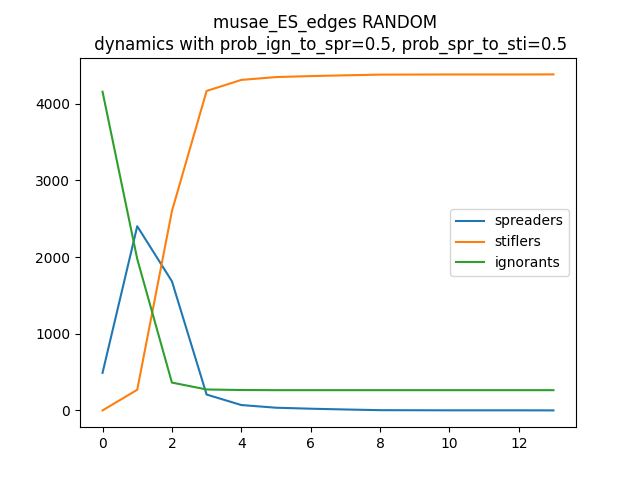 musae_ES_edges RANDOM
dynamics with prob_ign_to_spr=0.5, prob_spr_to_sti=0.5
4000
3000
2000
1000
0
spreaders
stiflers
ignorants
0 2 4 6 8 10 12